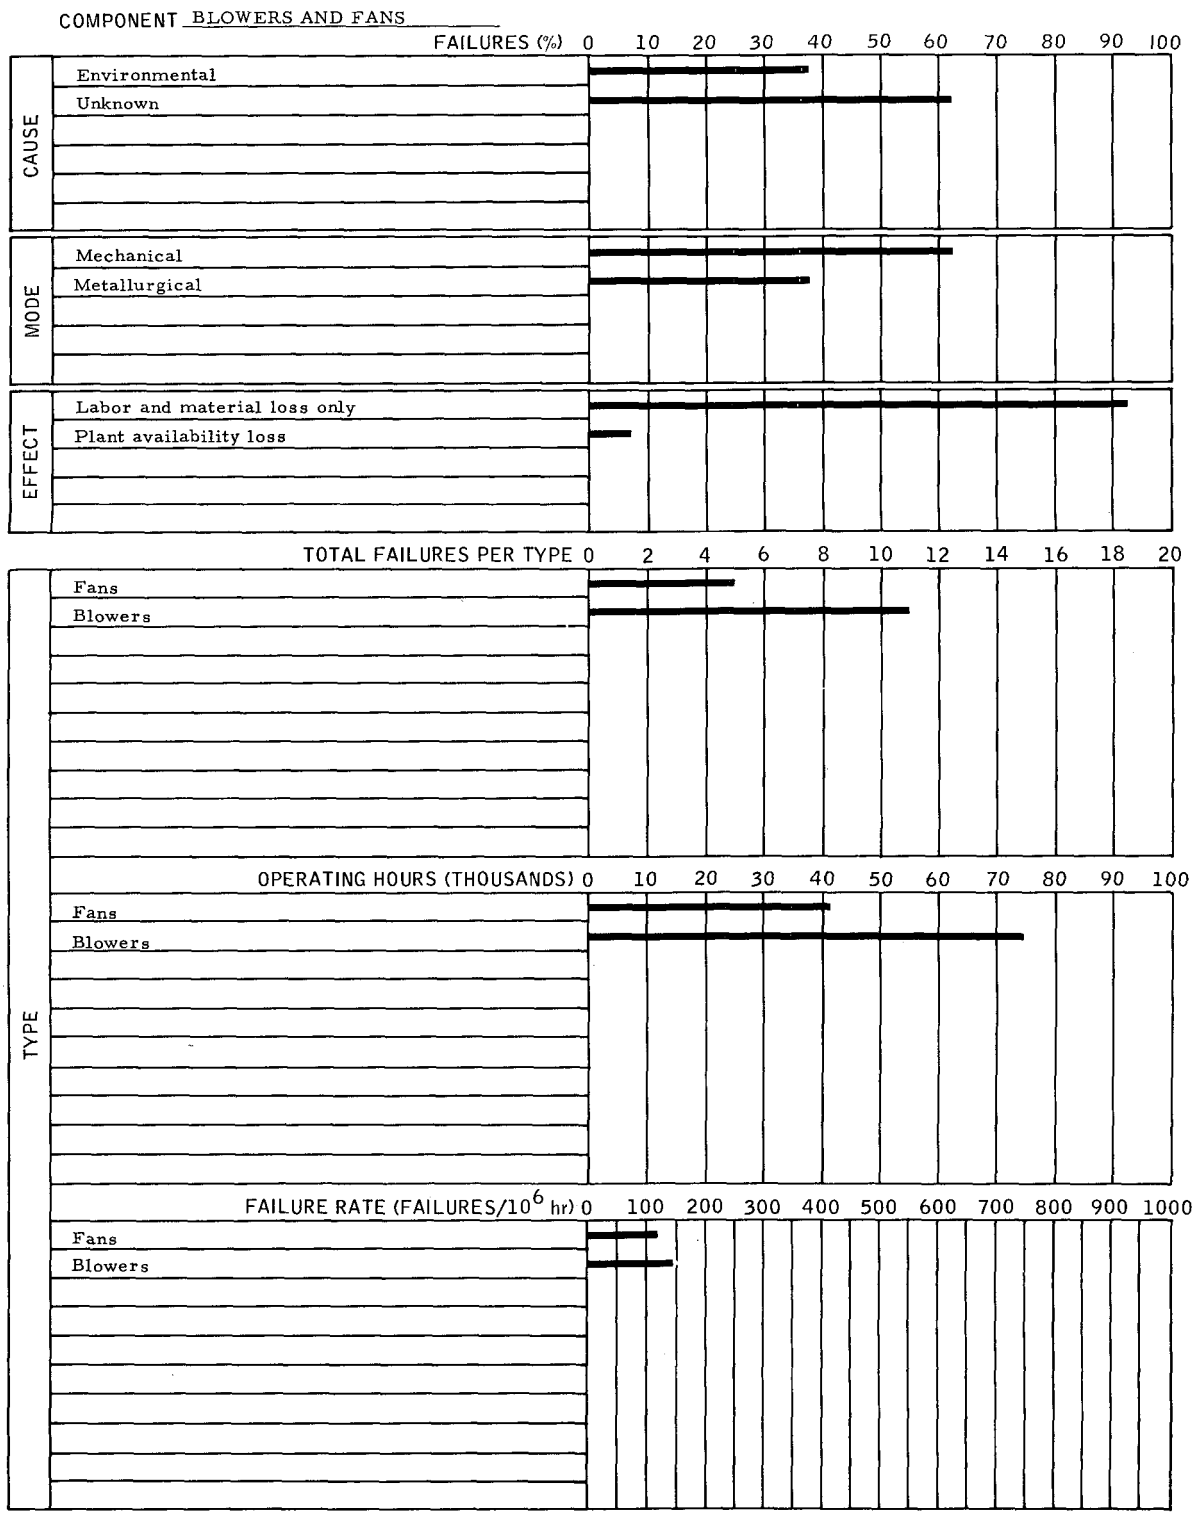 COMPONENT BLOWERS AND FANS
FAILURES (%) 0 10 20 30 40 50 60 70 80 90 100
CAUSE
Environmental
Unknown
MODE
Mechanical
Metallurgical
EFFECT
Labor and material loss only
Plant availability loss
TOTAL FAILURES PER TYPE 0 2 4 6 8 10 12 14 16 18 20
TYPE
Fans
Blowers
OPERATING HOURS (THOUSANDS) 0 10 20 30 40 50 60 70 80 90 100
Fans
Blowers
FAILURE RATE (FAILURES/10⁶ hr) 0 100 200 300 400 500 600 700 800 900 1000
Fans
Blowers